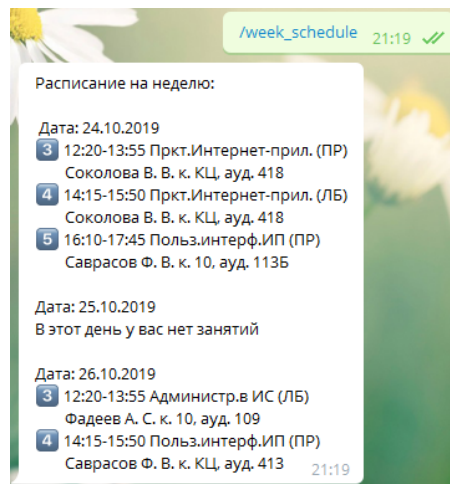 /week_schedule 21:19
Расписание на неделю:
Дата: 24.10.2019
3 12:20-13:55 Пркт.Интернет-прил. (ПР)
Соколова В. В. к. КЦ, ауд. 418
4 14:15-15:50 Пркт.Интернет-прил. (ЛБ)
Соколова В. В. к. КЦ, ауд. 418
5 16:10-17:45 Польз.интерф.ИП (ПР)
Саврасов Ф. В. к. 10, ауд. 113Б
Дата: 25.10.2019
В этот день у вас нет занятий
Дата: 26.10.2019
3 12:20-13:55 Администр.в ИС (ЛБ)
Фадеев А. С. к. 10, ауд. 109
4 14:15-15:50 Польз.интерф.ИП (ПР)
Саврасов Ф. В. к. КЦ, ауд. 413 21:19